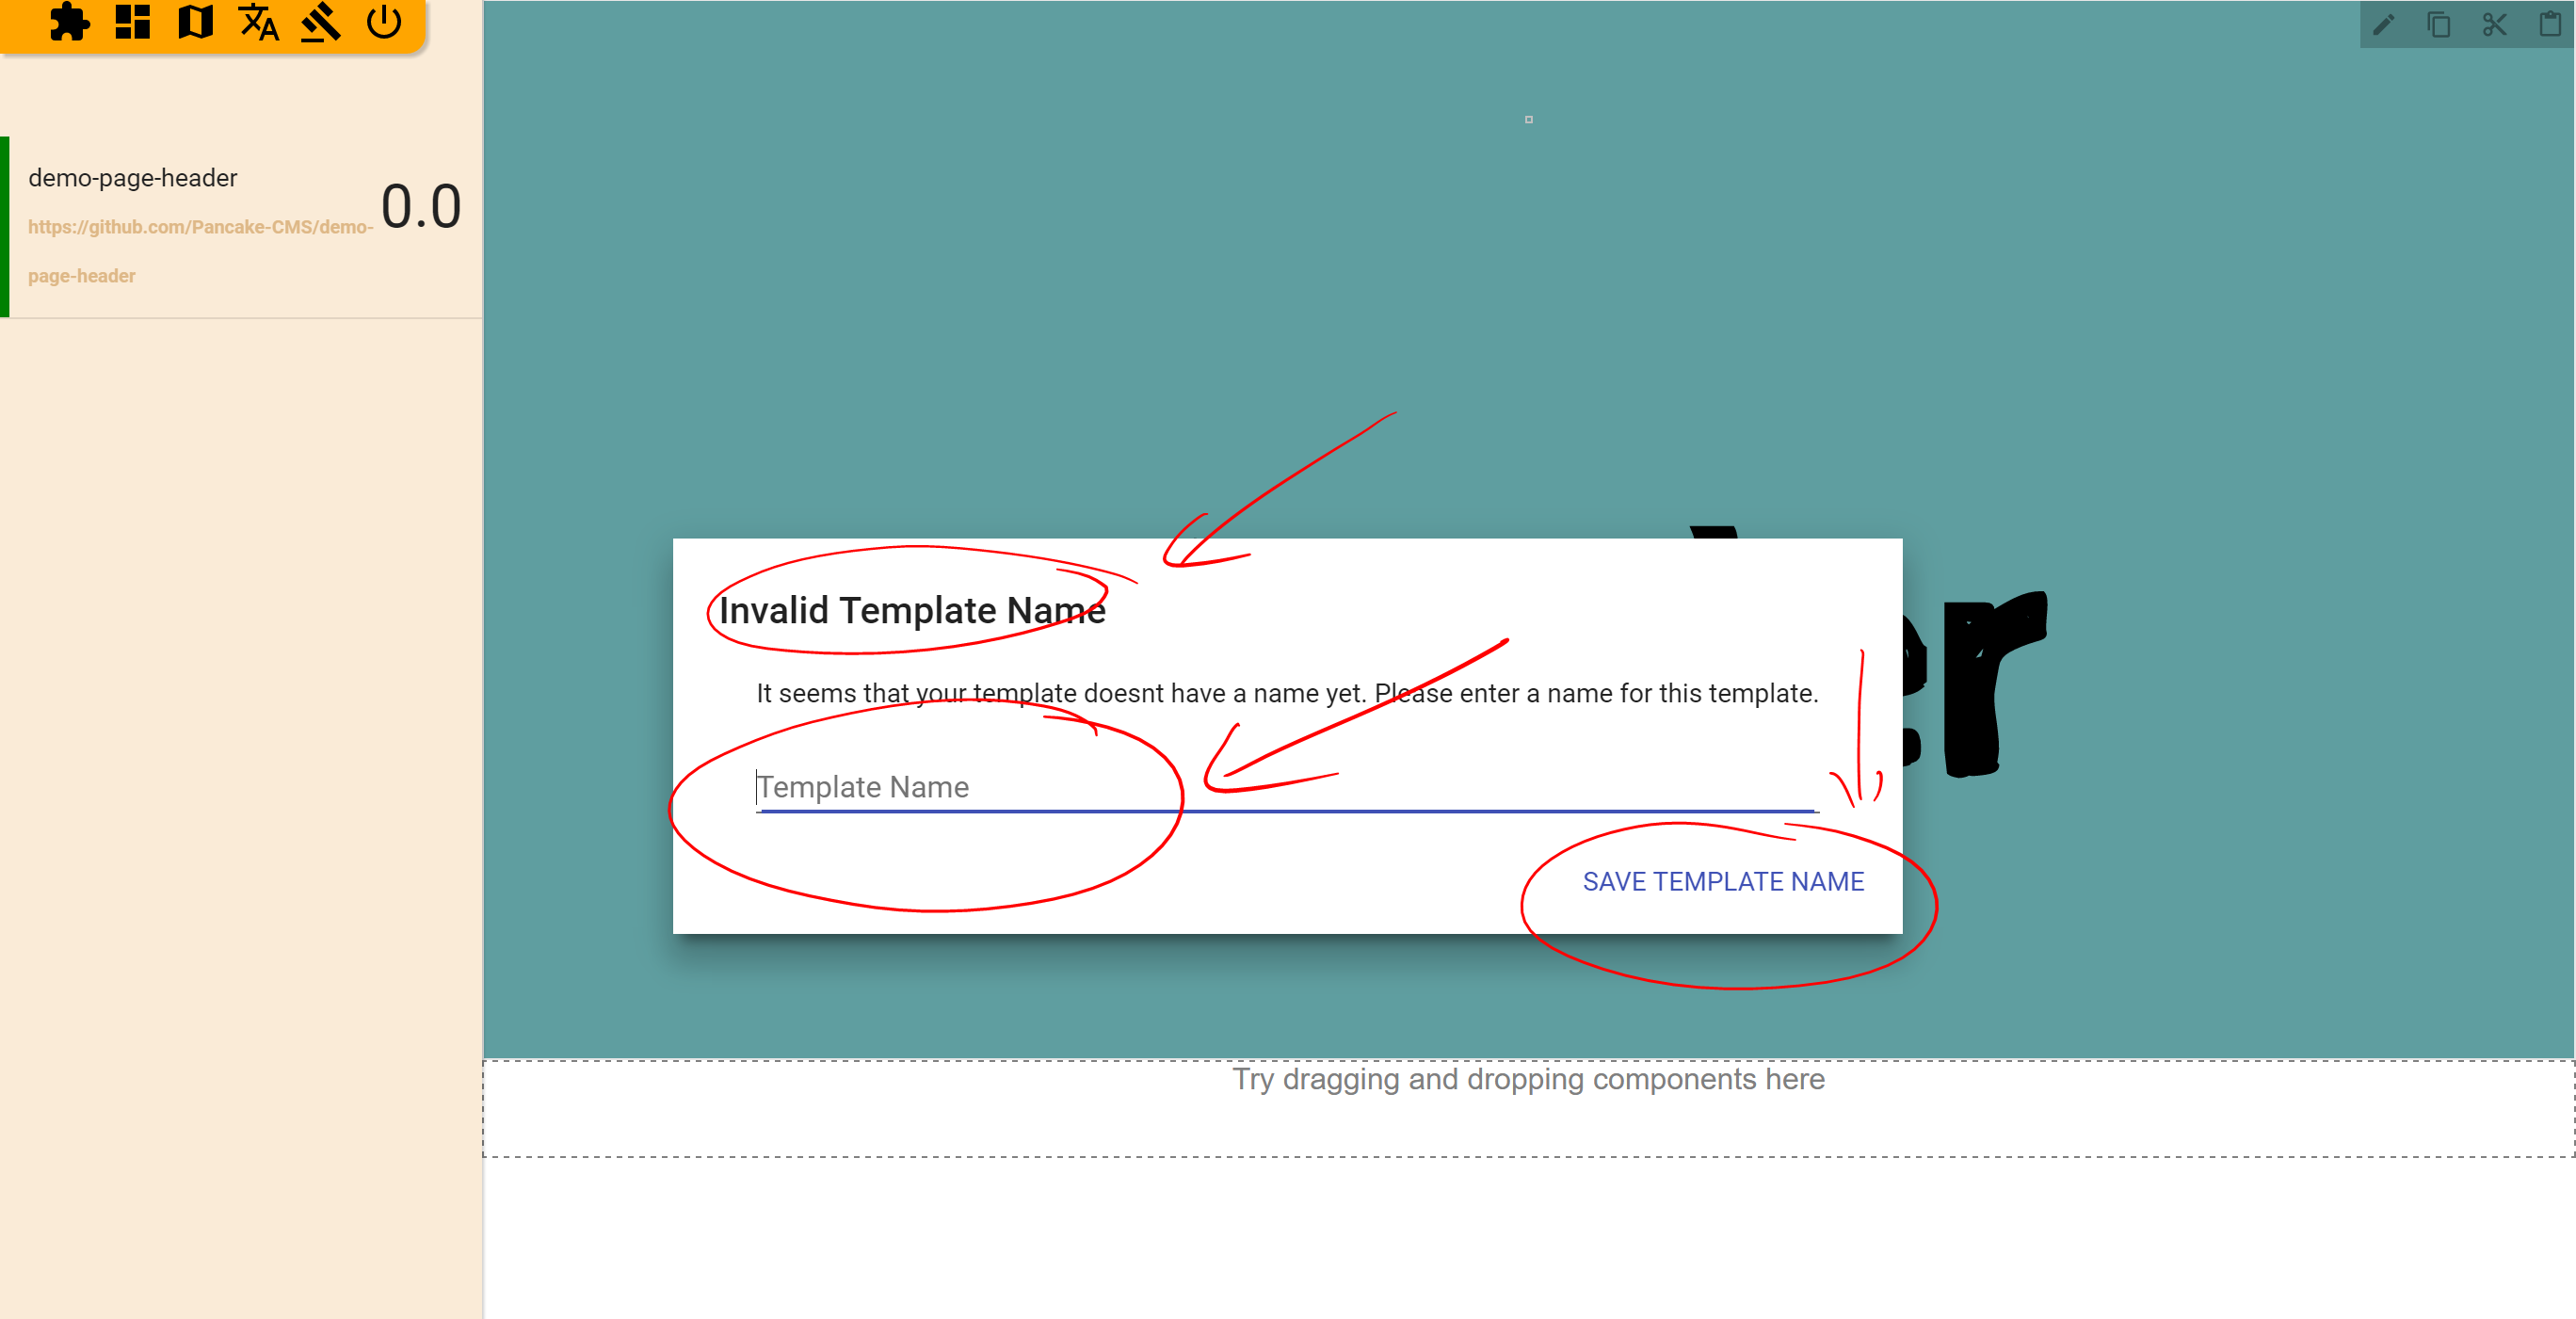 demo-page-header
0.0
https://github.com/Pancake-CMS/demo-
page-header
Invalid Template Name
It seems that your template doesnt have a name yet. Please enter a name for this template.
Template Name
SAVE TEMPLATE NAME
er
Try dragging and dropping components here